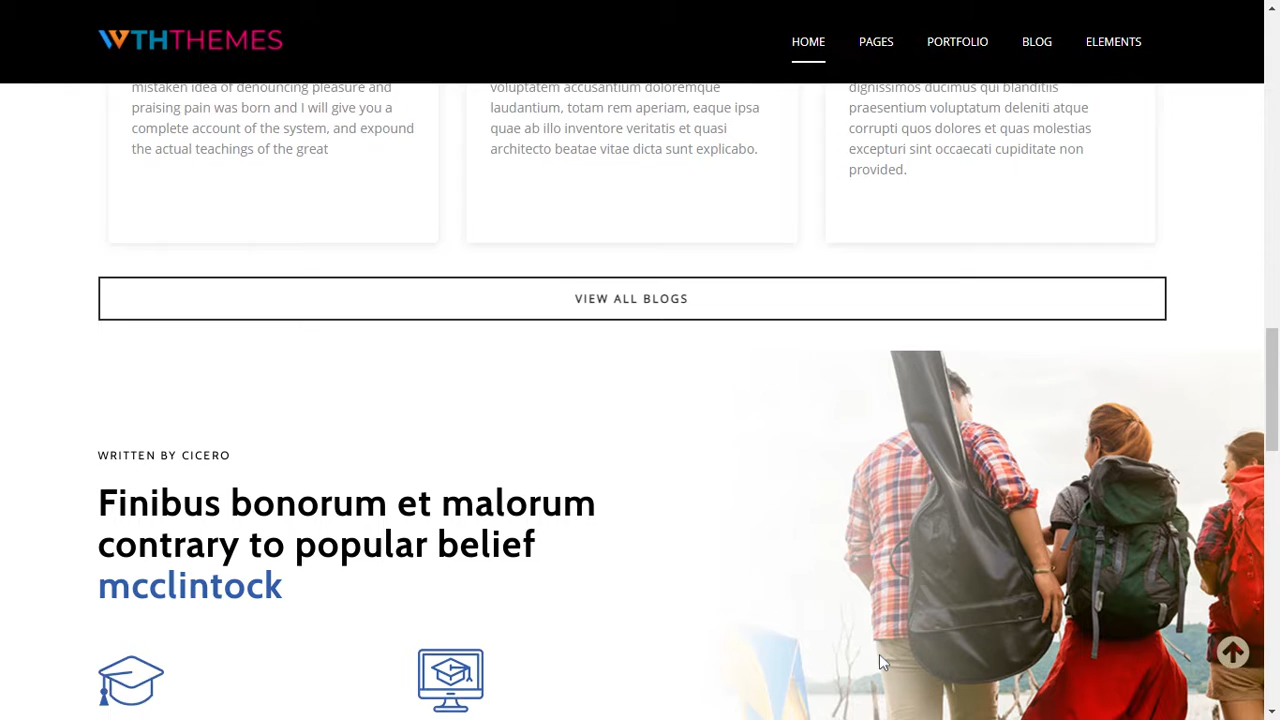 WTHTHEMES
HOME
PAGES
PORTFOLIO
BLOG
ELEMENTS
mistaken idea of denouncing pleasure and
praising pain was born and I will give you a
complete account of the system, and expound
the actual teachings of the great
voluptatem accusantium doloremque
laudantium, totam rem aperiam, eaque ipsa
quae ab illo inventore veritatis et quasi
architecto beatae vitae dicta sunt explicabo.
dignissimos ducimus qui blanditiis
praesentium voluptatum deleniti atque
corrupti quos dolores et quas molestias
excepturi sint occaecati cupiditate non
provided.
VIEW ALL BLOGS
WRITTEN BY CICERO
Finibus bonorum et malorum
contrary to popular belief
mcclintock